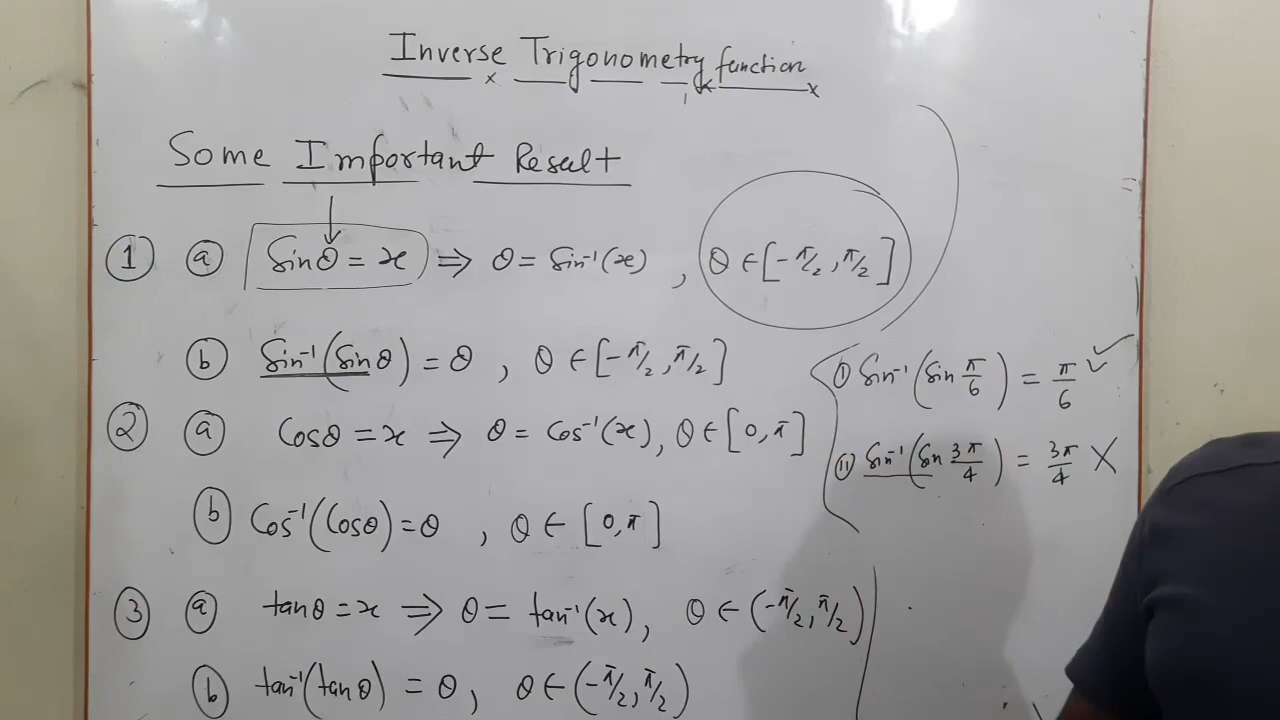 Inverse Trigonometry function
Some Important Result
① ⓐ Sinθ = x ⇒ θ = Sin⁻¹(x) , θ ∈ [-π/2, π/2]
ⓑ Sin⁻¹(Sinθ) = θ , θ ∈ [-π/2, π/2]
② ⓐ Cosθ = x ⇒ θ = Cos⁻¹(x), θ ∈ [0, π]
ⓑ Cos⁻¹(Cosθ) = θ , θ ∈ [0, π]
③ ⓐ tanθ = x ⇒ θ = tan⁻¹(x), θ ∈ (-π/2, π/2)
ⓑ tan⁻¹(tanθ) = θ, θ ∈ (-π/2, π/2)
Sin⁻¹(Sin π/6) = π/6 ✓
(11) Sin⁻¹(Sin 3π/4) = 3π/4 ✗